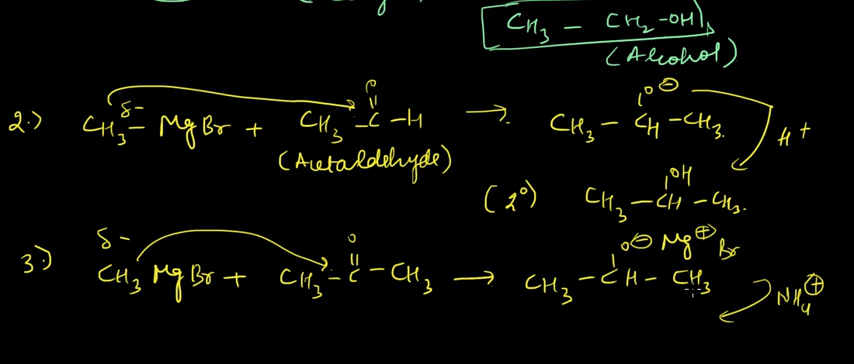 CH3 – CH2-OH
(Alcohol)
O O⊖
2.) CH3 δ– – MgBr + CH3 – C – H → CH3 – CH – CH3.
(Acetaldehyde) H+
OH
(2°) CH3 – CH – CH3.
δ – O O⊖ Mg⊕ Br
3.) CH3 MgBr + CH3 – C – CH3 → CH3 – CH – CH3
NH4⊕